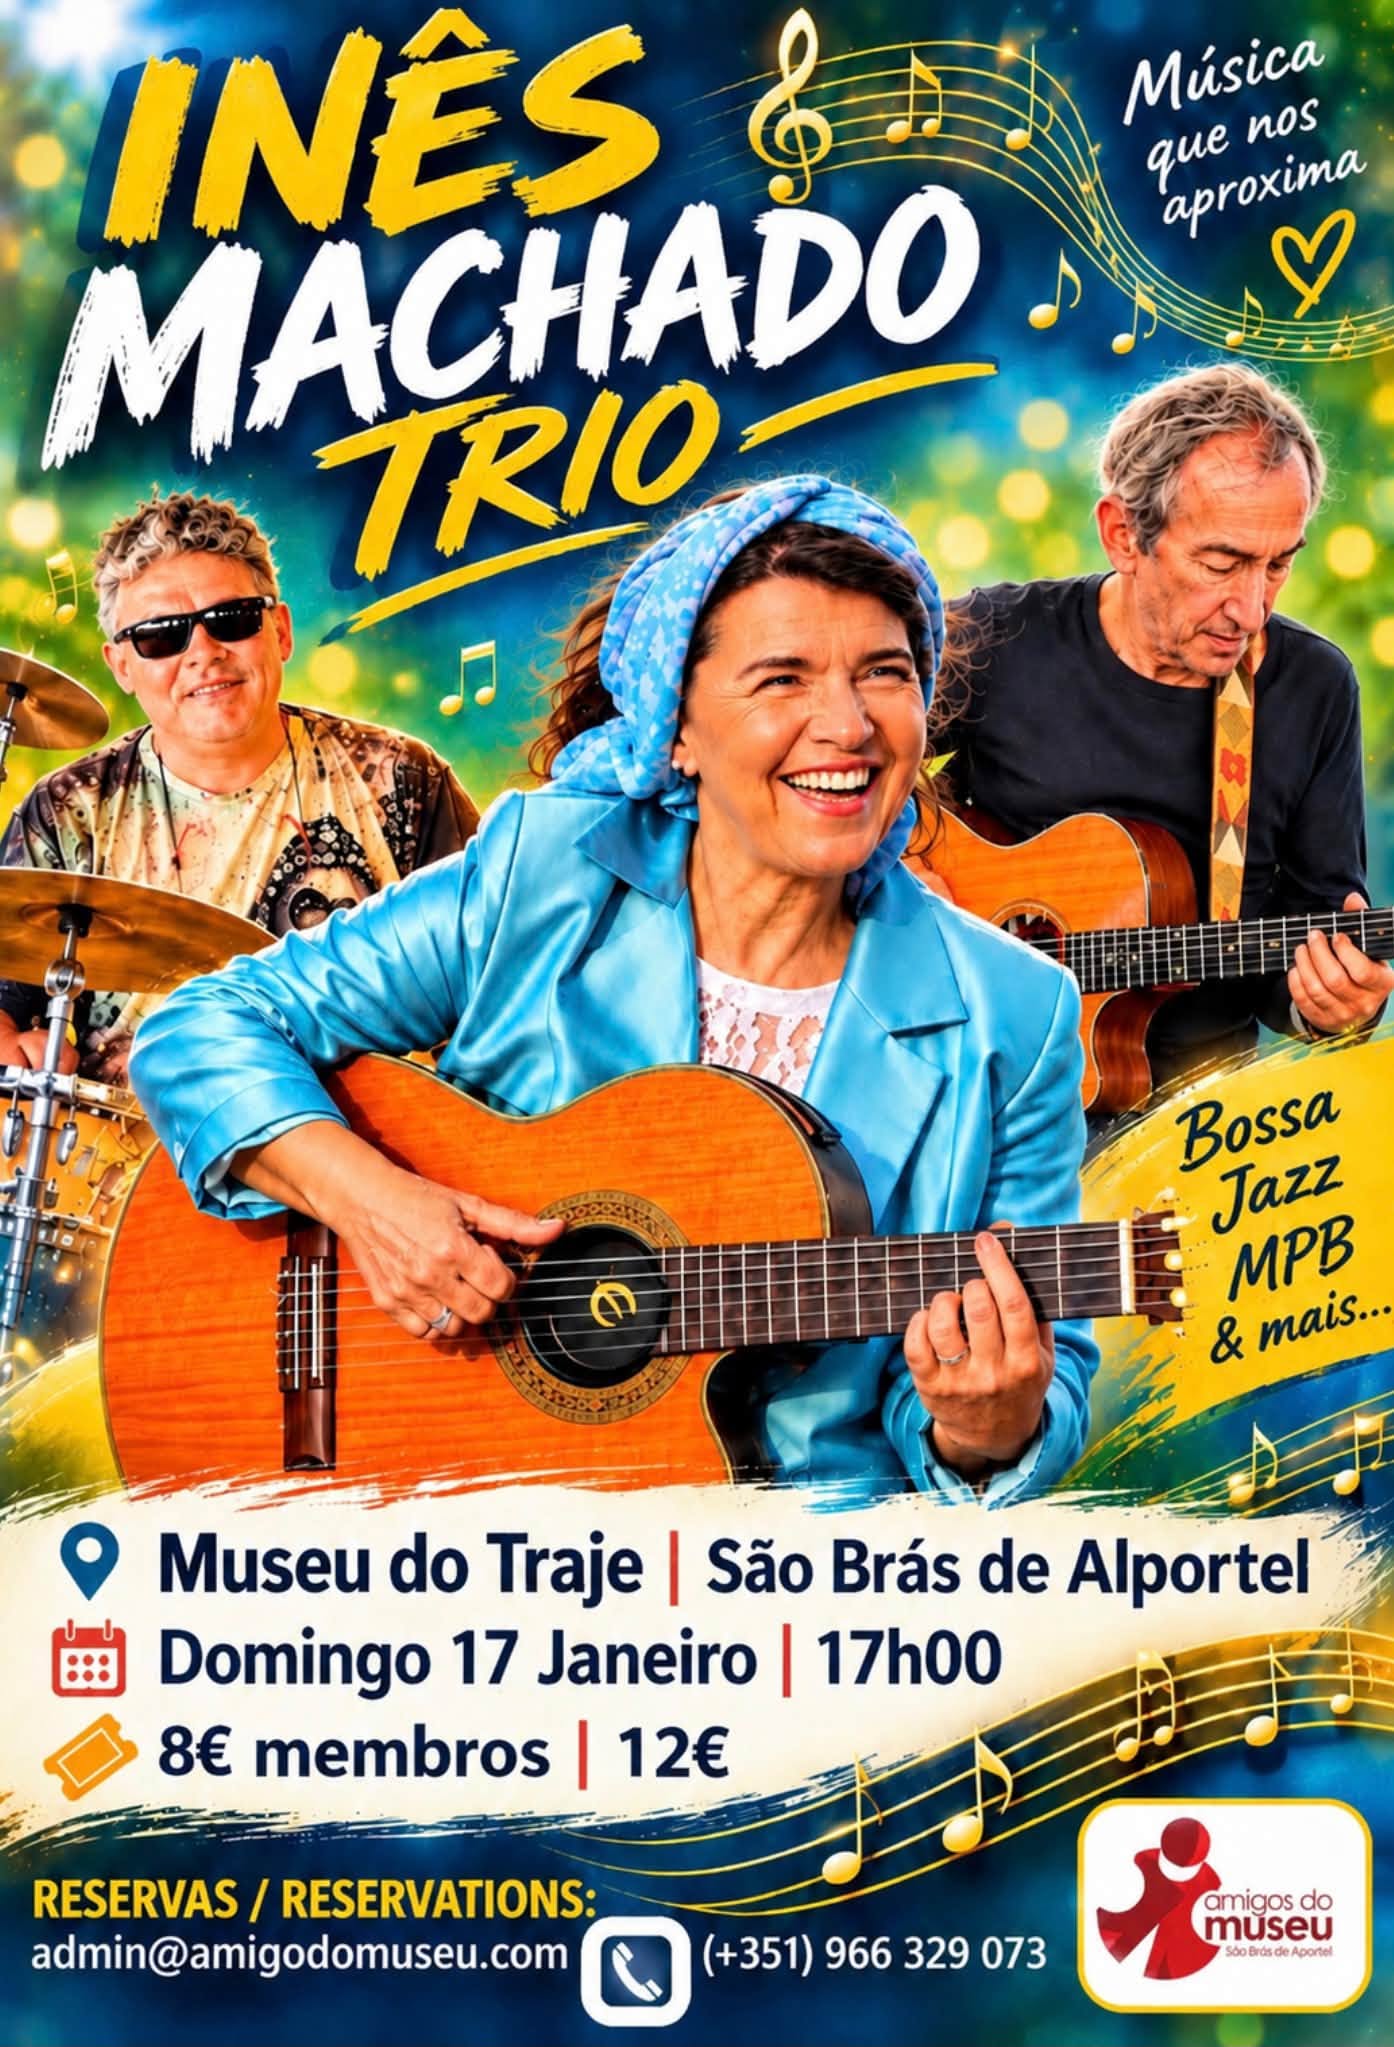 INÊS
MACHADO
TRIO
Música
que nos
aproxima
Bossa
Jazz
MPB
& mais...
Museu do Traje | São Brás de Alportel
Domingo 17 Janeiro | 17h00
8€ membros | 12€
RESERVAS / RESERVATIONS:
admin@amigodomuseu.com (+351) 966 329 073
amigos do
museu
São Brás de Aportel